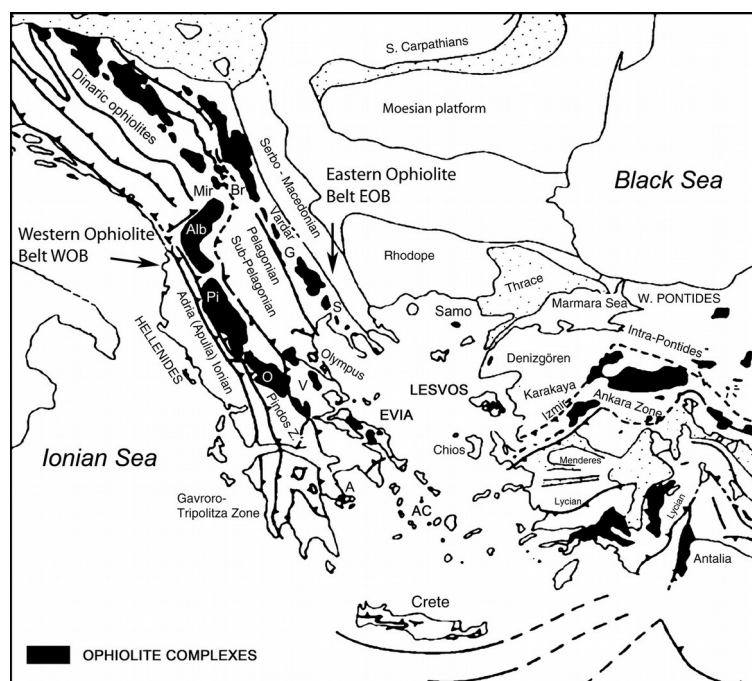 S. Carpathians
Dinaric ophiolites
Moesian platform
Serbo - Macedonian
Eastern Ophiolite
Belt EOB
Black Sea
Mir
Br
Vardar
Western Ophiolite
Belt WOB
Alb
Pelagonian
Sub-Pelagonian
G
Rhodope
Thrace
Pi
Adria (Apulia) Ionian
S
Samo
Marmara Sea
W. PONTIDES
HELLENIDES
Olympus
Intra-Pontides
Denizgören
O
V
LESVOS
Karakaya
Izmir
Ankara Zone
Pindos Z.
EVIA
Ionian Sea
Chios
Menderes
Gavroro-
Tripolitza Zone
A
AC
Lycian
Lycian
Antalia
Crete
OPHIOLITE COMPLEXES